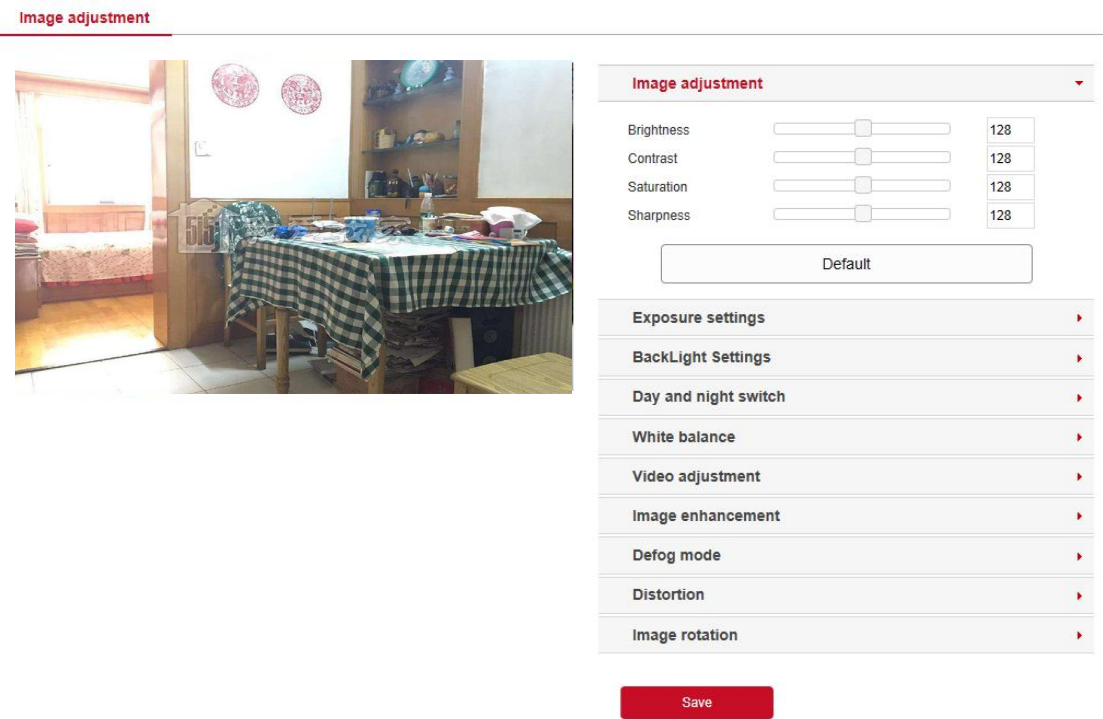 Image adjustment
Image adjustment
Brightness 128
Contrast 128
Saturation 128
Sharpness 128
Default
Exposure settings
BackLight Settings
Day and night switch
White balance
Video adjustment
Image enhancement
Defog mode
Distortion
Image rotation
Save